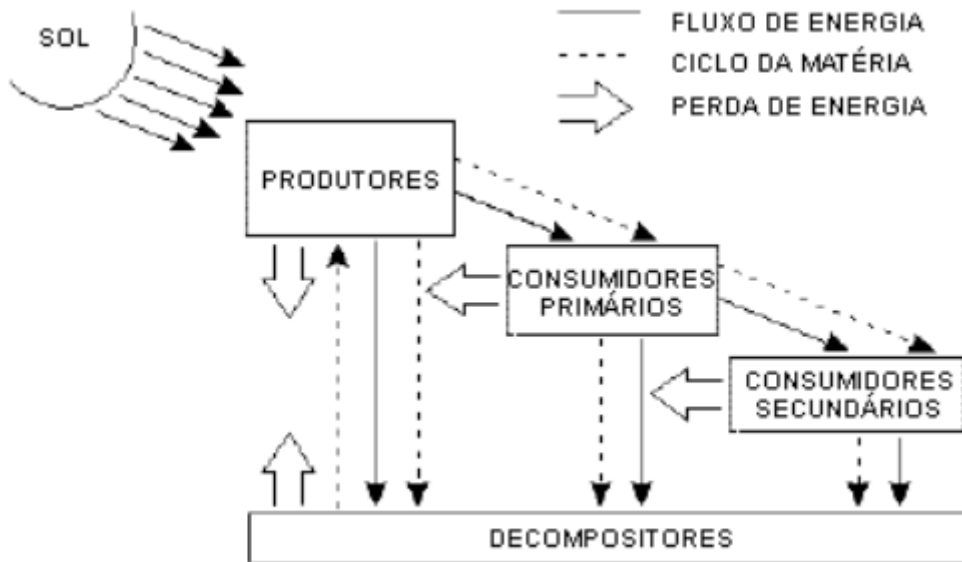 SOL
FLUXO DE ENERGIA
CICLO DA MATÉRIA
PERDA DE ENERGIA
PRODUTORES
CONSUMIDORES
PRIMÁRIOS
CONSUMIDORES
SECUNDÁRIOS
DECOMPOSITORES